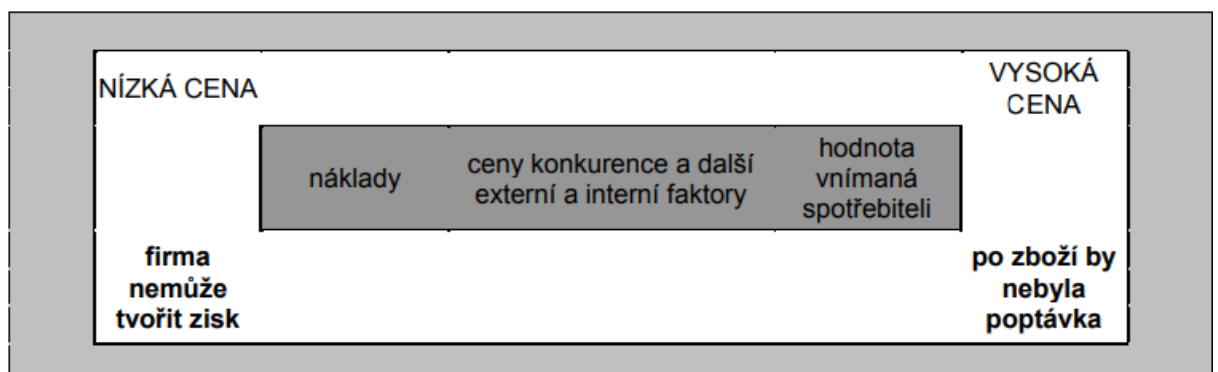 NÍZKÁ CENA
VYSOKÁ
CENA
náklady
ceny konkurence a další
externí a interní faktory
hodnota
vnímaná
spotřebiteli
firma
nemůže
tvořit zisk
po zboží by
nebyla
poptávka